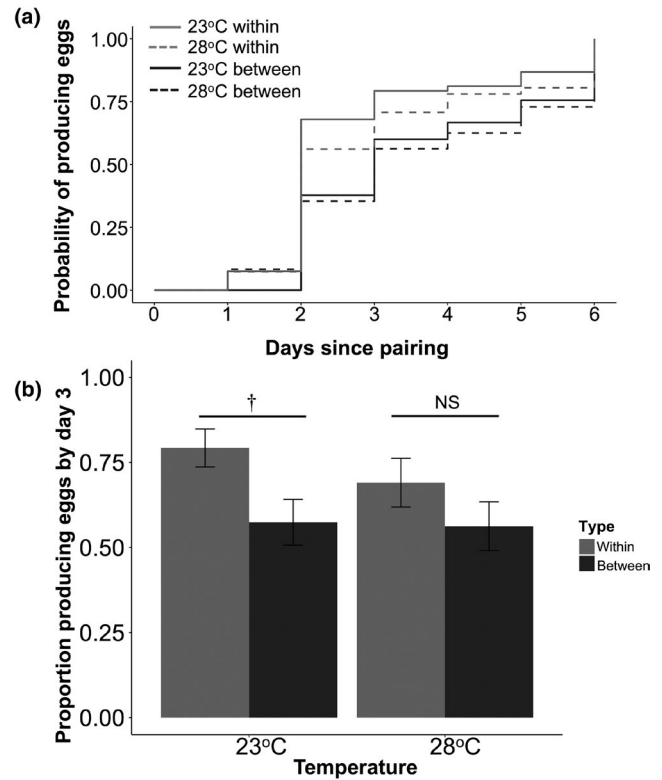 (a)
23°C within
28°C within
23°C between
28°C between
Probability of producing eggs
1.00
0.75
0.50
0.25
0.00
0 1 2 3 4 5 6
Days since pairing
(b)
Proportion producing eggs by day 3
1.00
0.75
0.50
0.25
0.00
† NS
Type
Within
Between
23°C 28°C
Temperature